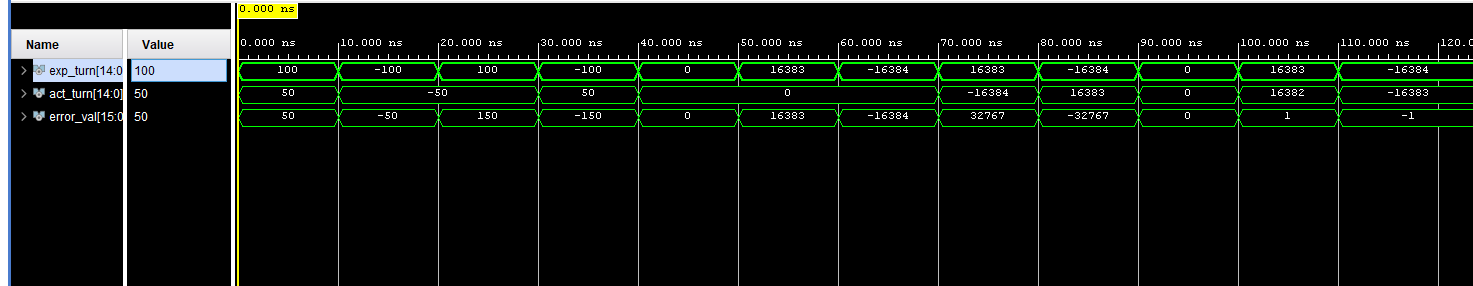 0.000 ns
Name Value 0.000 ns 10.000 ns 20.000 ns 30.000 ns 40.000 ns 50.000 ns 60.000 ns 70.000 ns 80.000 ns 90.000 ns 100.000 ns 110.000 ns 120.0
exp_turn[14:0 100 100 -100 100 -100 0 16383 -16384 16383 -16384 0 16383 -16384
act_turn[14:0] 50 50 -50 50 0 -16384 16383 0 16382 -16383
error_val[15:0 50 50 -50 150 -150 0 16383 -16384 32767 -32767 0 1 -1